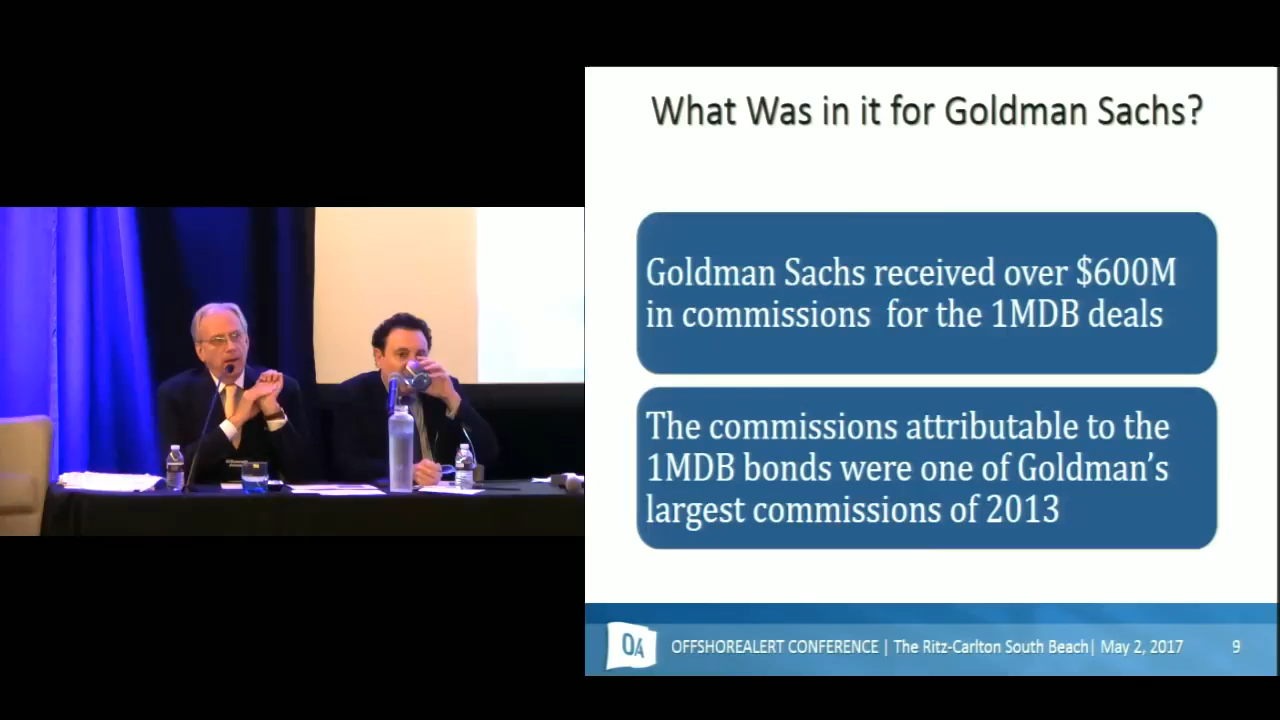 What Was in it for Goldman Sachs?
Goldman Sachs received over $600M
in commissions  for the 1MDB deals
The commissions attributable to the
1MDB bonds were one of Goldman’s
largest commissions of 2013
OA
OFFSHOREALERT CONFERENCE | The Ritz-Carlton South Beach| May 2, 2017
9